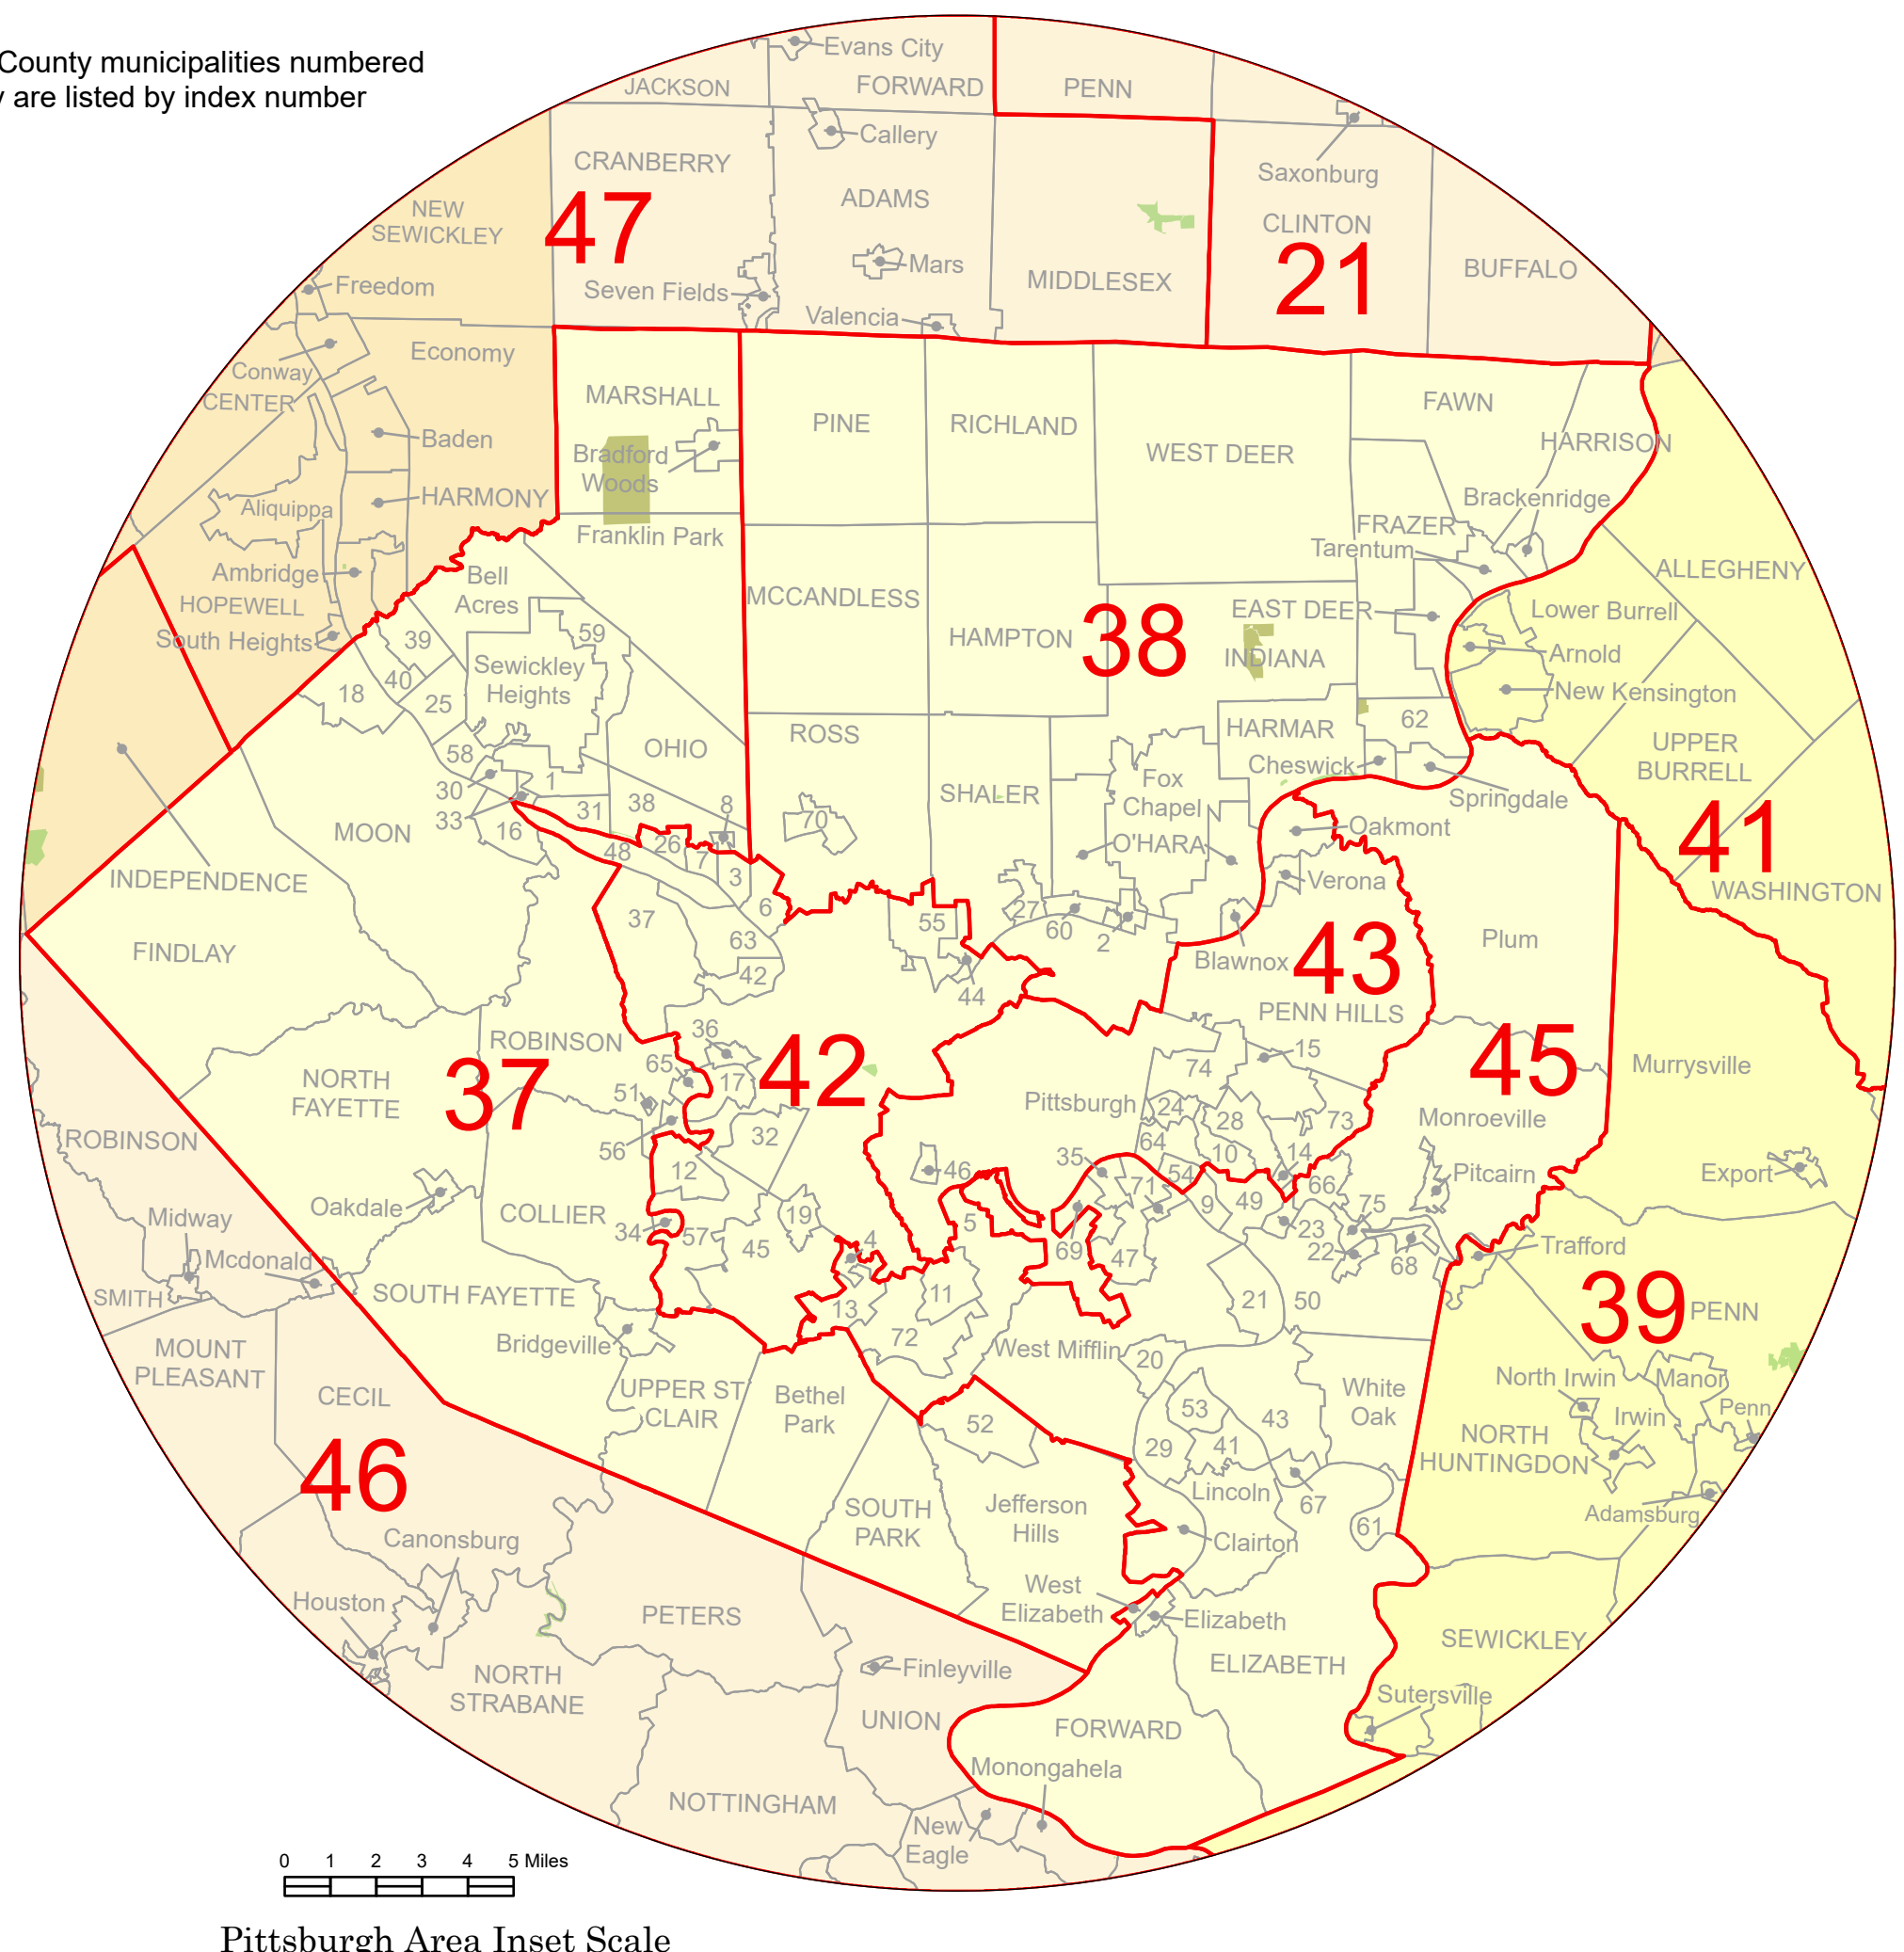 County municipalities numbered
are listed by index number
Evans City
JACKSON
FORWARD
PENN
Callery
Saxonburg
CRANBERRY
ADAMS
CLINTON
NEW
SEWICKLEY
47
21
BUFFALO
Mars
MIDDLESEX
Freedom
Seven Fields
Valencia
Economy
Conway
CENTER
MARSHALL
FAWN
PINE
RICHLAND
Baden
HARRISON
Bradford
Woods
WEST DEER
HARMONY
Brackenridge
Aliquippa
FRAZER
Franklin Park
Tarentum
Ambridge
Bell
Acres
ALLEGHENY
HOPEWELL
MCCANDLESS
EAST DEER
Lower Burrell
South Heights
39
59
HAMPTON
38
INDIANA
Arnold
Sewickley
Heights
18
40
25
New Kensington
62
ROSS
HARMAR
58
OHIO
UPPER
BURRELL
Cheswick
Fox
Chapel
30
1
SHALER
Springdale
33
31
38
8
70
MOON
16
Oakmont
41
48
26
7
O'HARA
3
Verona
INDEPENDENCE
WASHINGTON
37
6
55
27
60
2
63
43
Plum
FINDLAY
42
Blawnox
44
PENN HILLS
ROBINSON
36
42
45
65
15
NORTH
FAYETTE
37
17
74
Murrysville
51
Pittsburgh
24
28
73
Monroeville
ROBINSON
56
32
64
10
14
12
46
35
54
66
Pitcairn
Export
71
Oakdale
COLLIER
9
49
75
Midway
34
57
19
5
23
45
4
69
47
22
68
Trafford
Mcdonald
SMITH
SOUTH FAYETTE
11
21
50
13
39
PENN
Bridgeville
72
MOUNT
PLEASANT
West Mifflin
20
North Irwin
Manor
CECIL
UPPER ST
CLAIR
Bethel
Park
White
Oak
53
43
Penn
Irwin
52
NORTH
HUNTINGDON
29
41
46
Lincoln
67
SOUTH
PARK
Jefferson
Hills
Adamsburg
61
Canonsburg
Clairton
Houston
West
Elizabeth
PETERS
Elizabeth
SEWICKLEY
Finleyville
ELIZABETH
NORTH
STRABANE
Sutersville
UNION
FORWARD
Monongahela
NOTTINGHAM
New
Eagle
0 1 2 3 4 5 Miles
Pittsburgh Area Inset Scale